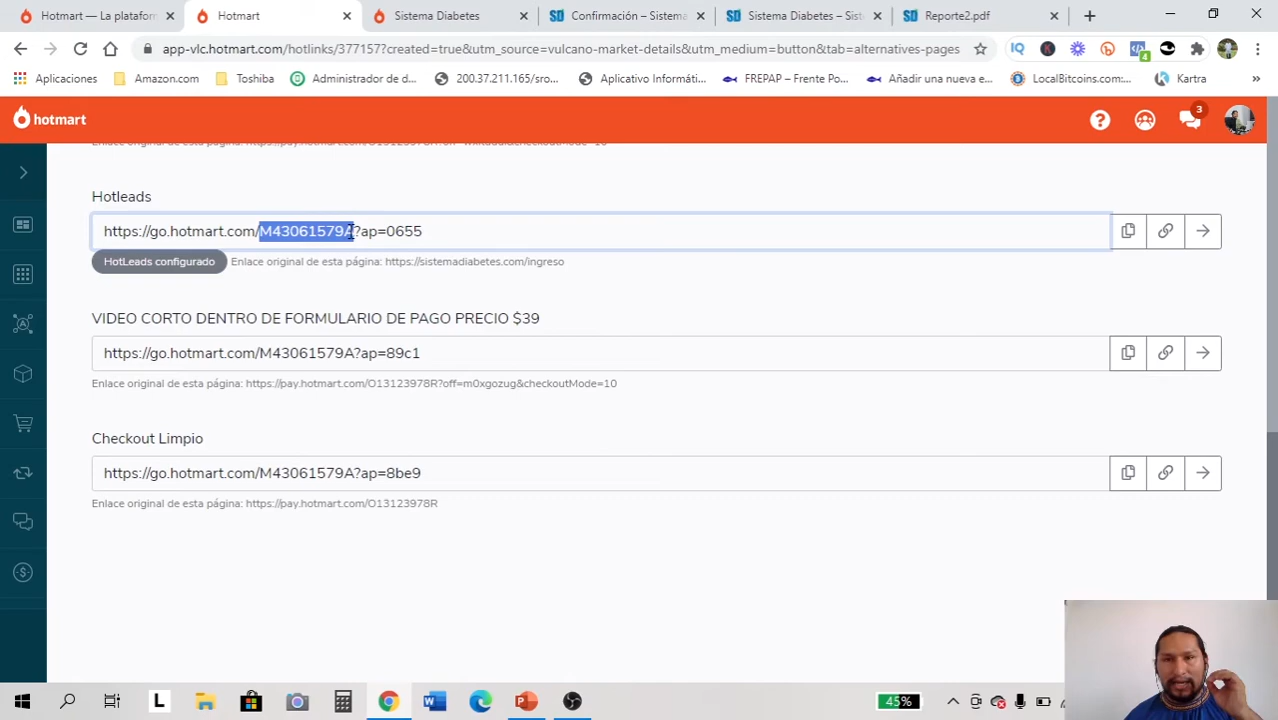 Hotmart — La plataform
Hotmart
Sistema Diabetes
Confirmación – Sistema
Sistema Diabetes – Siste
Reporte2.pdf
app-vlc.hotmart.com/hotlinks/377157?created=true&utm_source=vulcano-market-details&utm_medium=button&tab=alternatives-pages
4
Aplicaciones
Amazon.com
Toshiba
Administrador de d...
200.37.211.165/sro...
Aplicativo Informáti...
FREPAP – Frente Po...
Añadir una nueva e...
LocalBitcoins.com:...
Kartra
»
hotmart
3
Hotleads
https://go.hotmart.com/M43061579A?ap=0655
HotLeads configurado Enlace original de esta página: https://sistemadiabetes.com/ingreso
VIDEO CORTO DENTRO DE FORMULARIO DE PAGO PRECIO $39
https://go.hotmart.com/M43061579A?ap=89c1
Enlace original de esta página: https://pay.hotmart.com/O13123978R?off=m0xgozug&checkoutMode=10
Checkout Limpio
https://go.hotmart.com/M43061579A?ap=8be9
Enlace original de esta página: https://pay.hotmart.com/O13123978R
45%